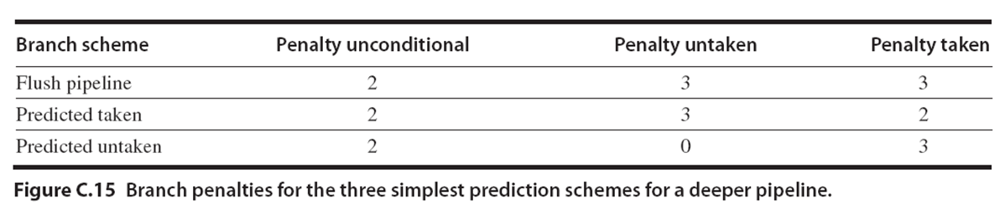 Branch scheme Penalty unconditional Penalty untaken Penalty taken
Flush pipeline 2 3 3
Predicted taken 2 3 2
Predicted untaken 2 0 3
Figure C.15 Branch penalties for the three simplest prediction schemes for a deeper pipeline.